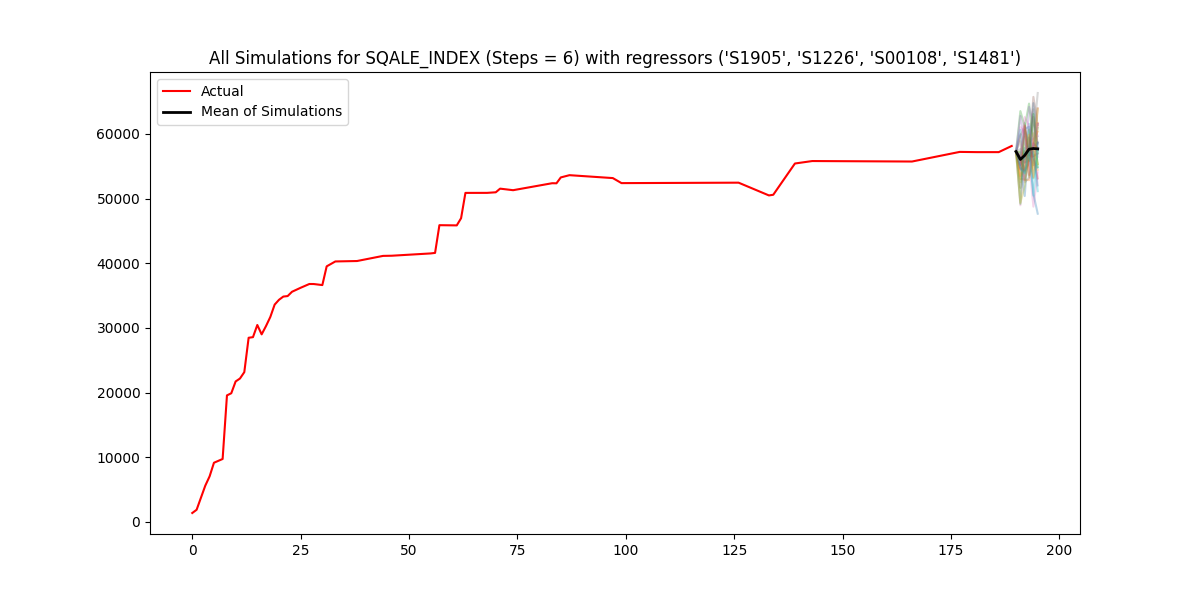 All Simulations for SQALE_INDEX (Steps = 6) with regressors ('S1905', 'S1226', 'S00108', 'S1481')
Actual
Mean of Simulations
60000
50000
40000
30000
20000
10000
0
0 25 50 75 100 125 150 175 200